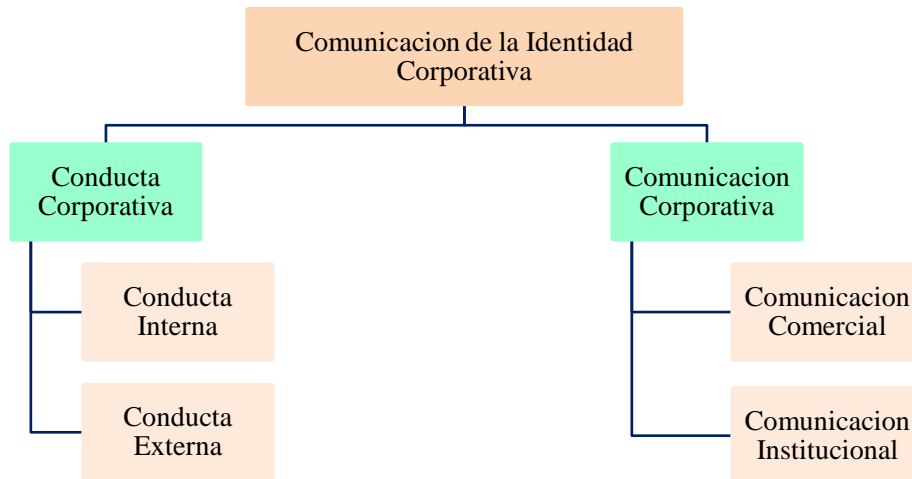 Comunicacion de la Identidad
Corporativa
Conducta
Corporativa
Conducta
Interna
Conducta
Externa
Comunicacion
Corporativa
Comunicacion
Comercial
Comunicacion
Institucional